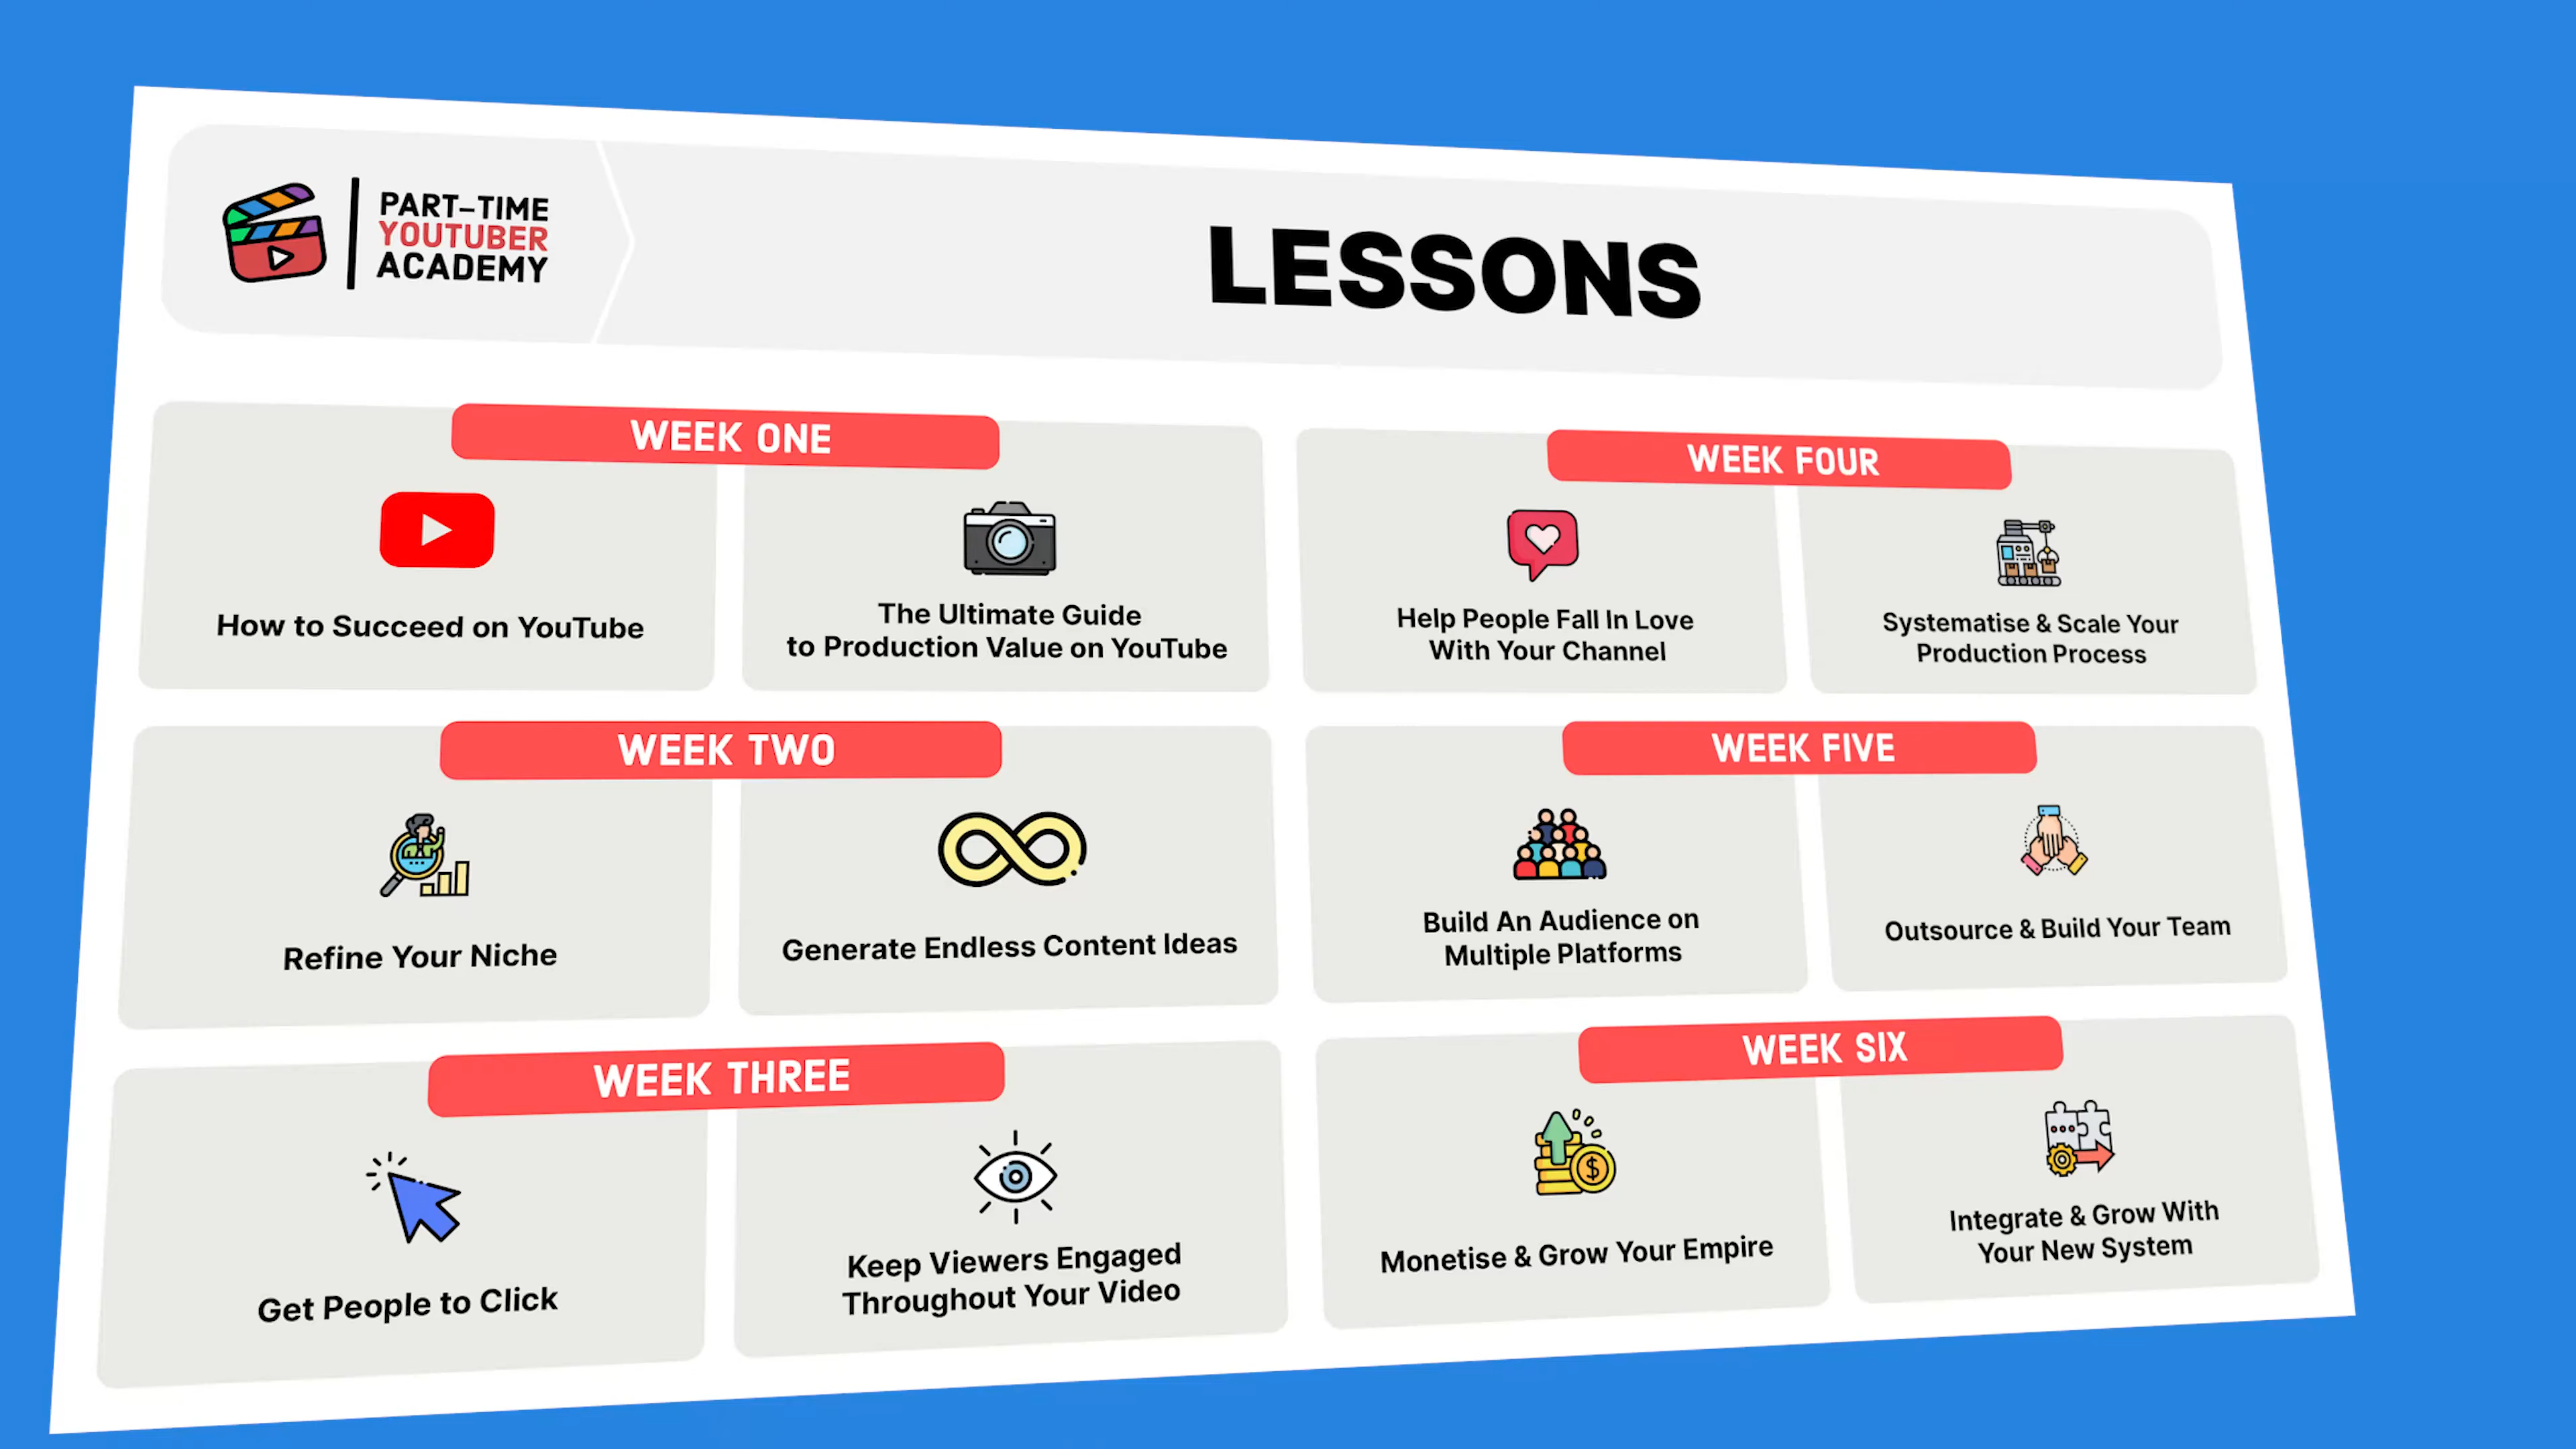 PART-TIME
YOUTUBER
ACADEMY
LESSONS
WEEK ONE
How to Succeed on YouTube
The Ultimate Guide
to Production Value on YouTube
WEEK TWO
Refine Your Niche
Generate Endless Content Ideas
WEEK THREE
Get People to Click
Keep Viewers Engaged
Throughout Your Video
WEEK FOUR
Help People Fall In Love
With Your Channel
Systematise & Scale Your
Production Process
WEEK FIVE
Build An Audience on
Multiple Platforms
Outsource & Build Your Team
WEEK SIX
Monetise & Grow Your Empire
Integrate & Grow With
Your New System